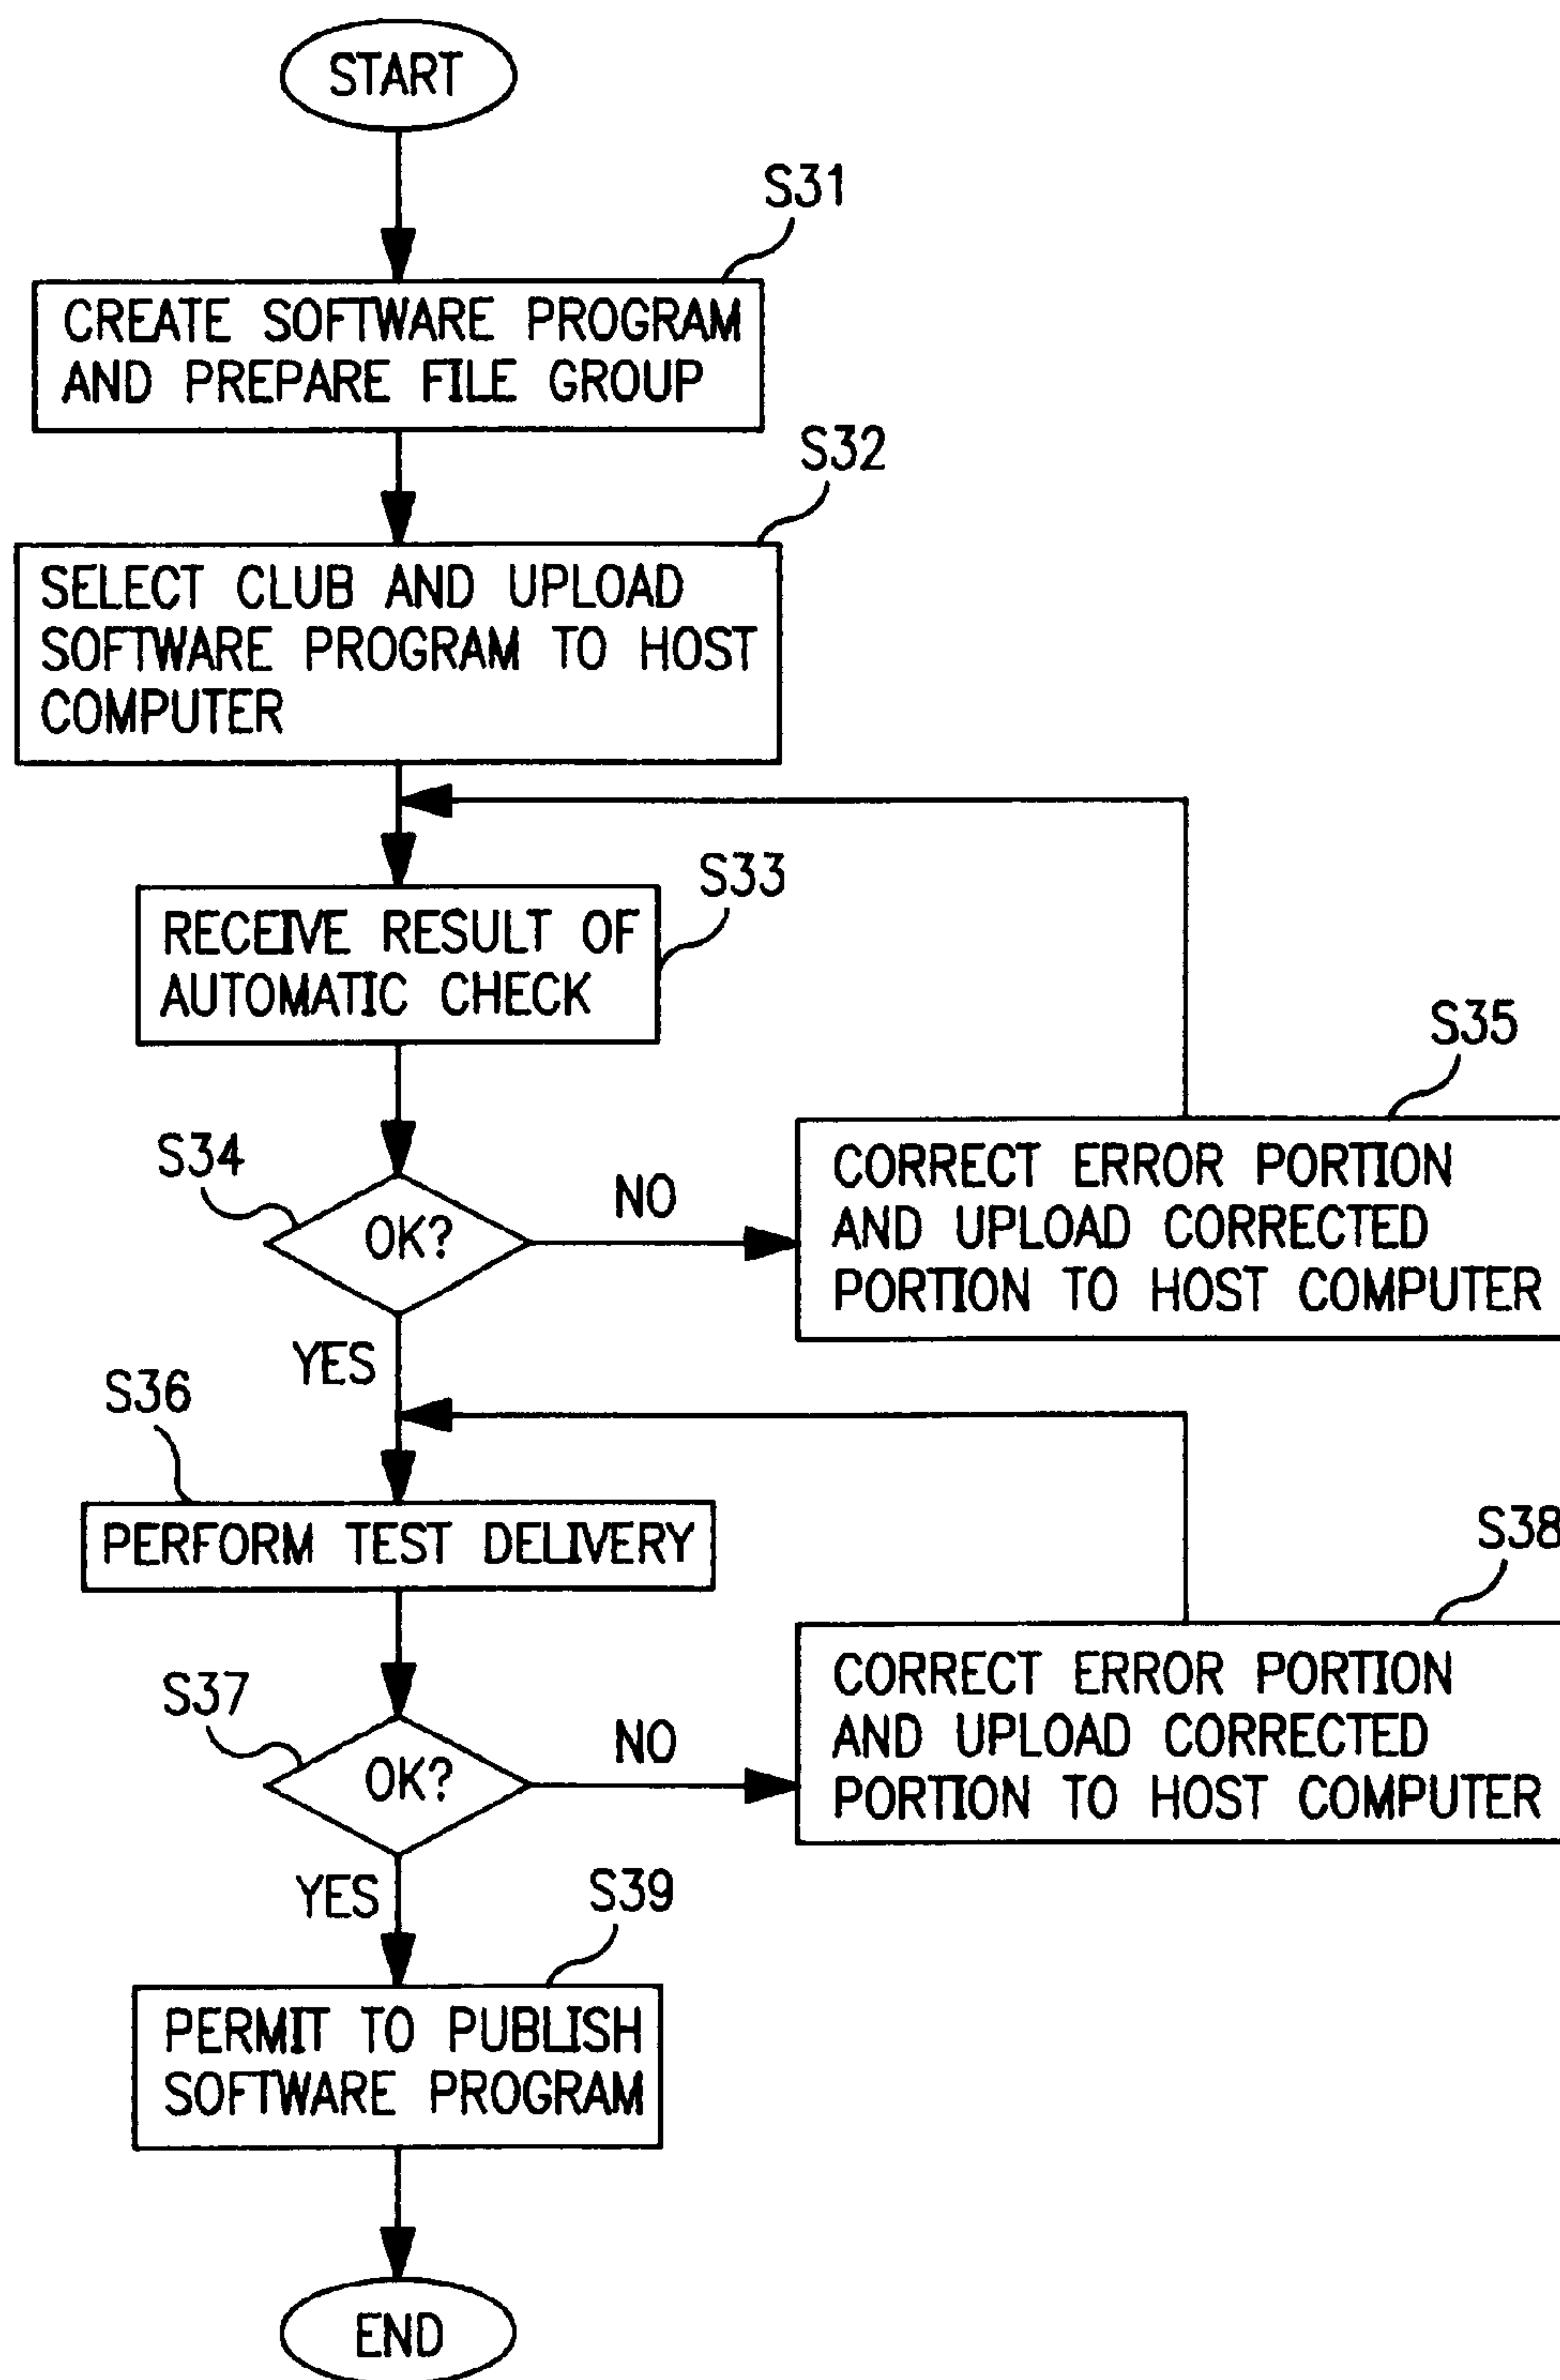 START
S31
CREATE SOFTWARE PROGRAM
AND PREPARE FILE GROUP
S32
SELECT CLUB AND UPLOAD
SOFTWARE PROGRAM TO HOST
COMPUTER
S33
RECEIVE RESULT OF
AUTOMATIC CHECK
S34
OK?
NO
S35
CORRECT ERROR PORTION
AND UPLOAD CORRECTED
PORTION TO HOST COMPUTER
YES
S36
PERFORM TEST DELIVERY
S37
OK?
NO
S38
CORRECT ERROR PORTION
AND UPLOAD CORRECTED
PORTION TO HOST COMPUTER
YES
S39
PERMIT TO PUBLISH
SOFTWARE PROGRAM
END